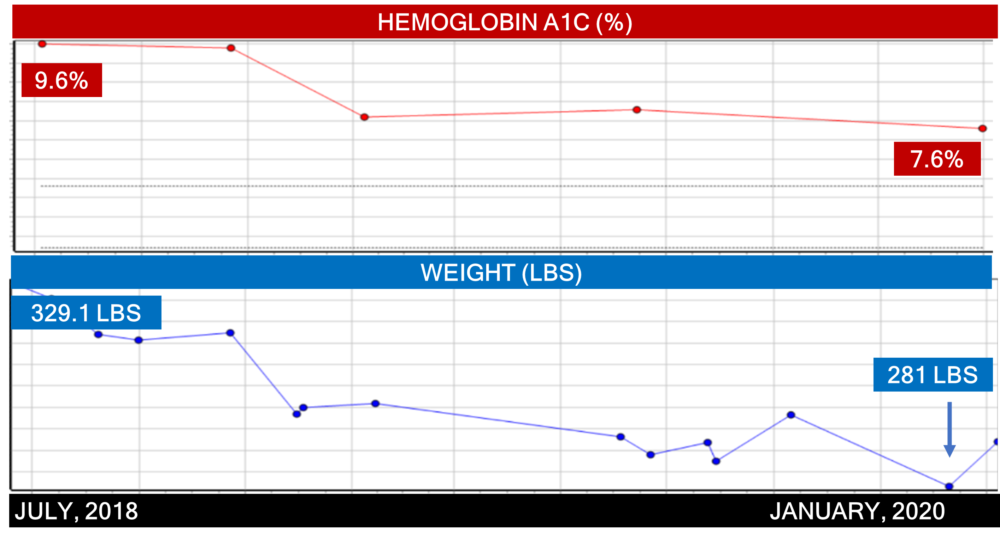 HEMOGLOBIN A1C (%)
9.6%
7.6%
WEIGHT (LBS)
329.1 LBS
281 LBS
JULY, 2018
JANUARY, 2020